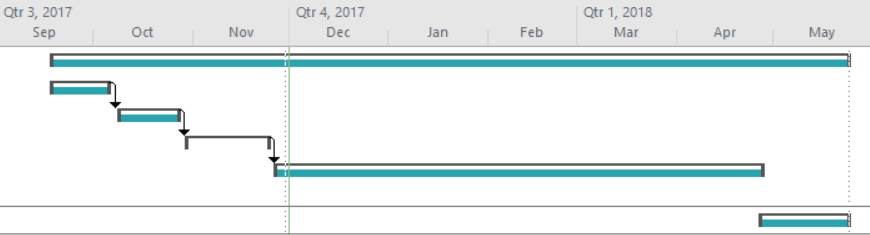 Qtr 3, 2017 Qtr 4, 2017 Qtr 1, 2018
Sep Oct Nov Dec Jan Feb Mar Apr May